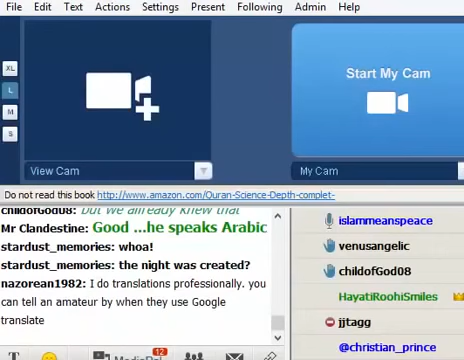 File Edit Text Actions Settings Present Following Admin Help
XL
L
M
S
Start My Cam
View Cam
My Cam
Do not read this book http://www.amazon.com/Quran-Science-Depth-complet-
childofGod08: but we already knew that
Mr Clandestine: Good ...he speaks Arabic
stardust_memories: whoa!
stardust_memories: the night was created?
nazorean1982: I do translations professionally. you
can tell an amateur by when they use Google
translate
islammeanspeace
venusangelic
childofGod08
HayatiRoohiSmiles
jjtagg
@christian_prince
T
12